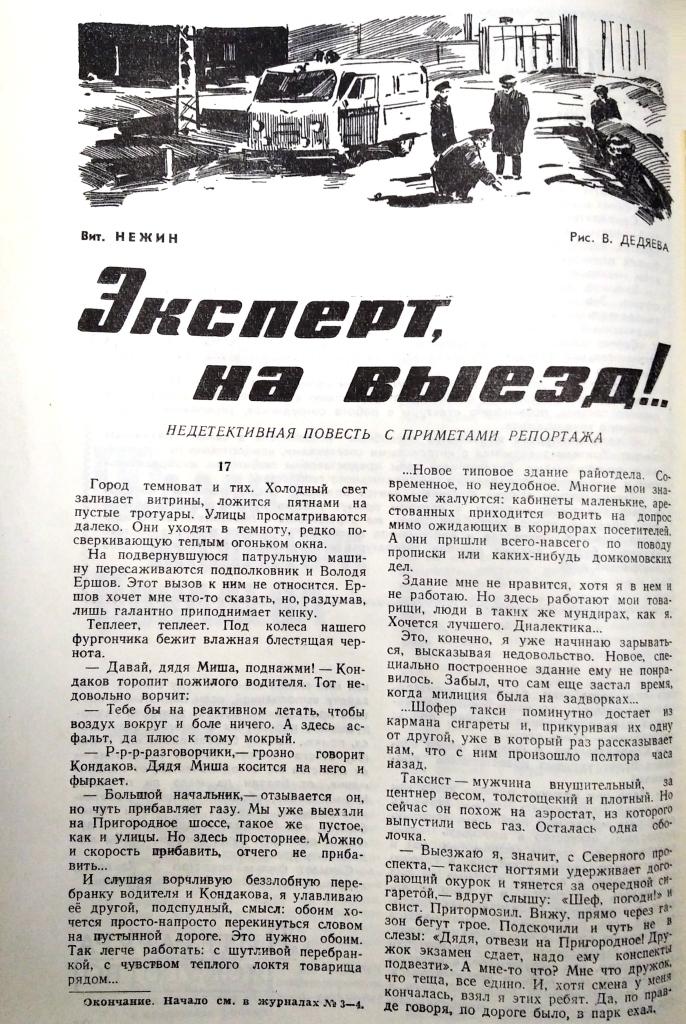 Вит. НЕЖИН
Рис. В. ДЕДЯЕВА
Эксперт,
на выезд!..
НЕДЕТЕКТИВНАЯ ПОВЕСТЬ С ПРИМЕТАМИ РЕПОРТАЖА
17
Город темноват и тих. Холодный свет
заливает витрины, ложится пятнами на
пустые тротуары. Улицы просматриваются
далеко. Они уходят в темноту, редко по-
сверкивающую теплым огоньком окна.
На подвернувшуюся патрульную маши-
ну пересаживаются подполковник и Володя
Ершов. Этот вызов к ним не относится. Ер-
шов хочет мне что-то сказать, но, раздумав,
лишь галантно приподнимает кепку.
Теплеет, теплеет. Под колеса нашего
фургончика бежит влажная блестящая чер-
нота.
— Давай, дядя Миша, поднажми! — Кон-
даков торопит пожилого водителя. Тот не-
довольно ворчит:
— Тебе бы на реактивном летать, чтобы
воздух вокруг и боле ничего. А здесь ас-
фальт, да плюс к тому мокрый.
— Р-р-р-разговорчики,— грозно говорит
Кондаков. Дядя Миша косится на него и
фыркает.
— Большой начальник,— отзывается он,
но чуть прибавляет газу. Мы уже выехали
на Пригородное шоссе, такое же пустое,
как и улицы. Но здесь просторнее. Можно
и скорость прибавить, отчего не приба-
вить...
И слушая ворчливую беззлобную пере-
бранку водителя и Кондакова, я улавливаю
её другой, подспудный, смысл: обоим хо-
чется просто-напросто перекинуться словом
на пустынной дороге. Это нужно обоим.
Так легче работать: с шутливой перебран-
кой, с чувством теплого локтя товарища
рядом...
Окончание. Начало см. в журналах № 3—4.
...Новое типовое здание райотдела. Со-
временное, но неудобное. Многие мои зна-
комые жалуются: кабинеты маленькие, аре-
стованных приходится водить на допрос
мимо ожидающих в коридорах посетителей.
А они пришли всего-навсего по поводу
прописки или каких-нибудь домкомовских
дел.
Здание мне не нравится, хотя я в нем и
не работаю. Но здесь работают мои това-
рищи, люди в таких же мундирах, как я.
Хочется лучшего. Диалектика...
Это, конечно, я уже начинаю зарывать-
ся, высказывая недовольство. Новое, спе-
циально построенное здание ему не понра-
вилось. Забыл, что сам еще застал время,
когда милиция была на задворках...
...Шофер такси поминутно достает из
кармана сигареты и, прикуривая их одну
от другой, уже в который раз рассказывает
нам, что с ним произошло полтора часа
назад.
Таксист — мужчина внушительный, за
центнер весом, толстощекий и плотный. Но
сейчас он похож на аэростат, из которого
выпустили весь газ. Осталась одна обо-
лочка.
— Выезжаю я, значит, с Северного про-
спекта,— таксист ногтями удерживает дого-
рающий окурок и тянется за очередной си-
гаретой,— вдруг слышу: «Шеф, погоди!» и
свист. Притормозил. Вижу, прямо через га-
зон бегут трое. Подскочили и чуть не в
слезы: «Дядя, отвези на Пригородное! Дру-
жок экзамен сдает, надо ему конспекты
подвезти». А мне-то что? Мне что дружок,
что теща, все едино. И, хотя смена у меня
кончалась, взял я этих ребят. Да, по прав-
де говоря, по дороге было, в парк ехал.